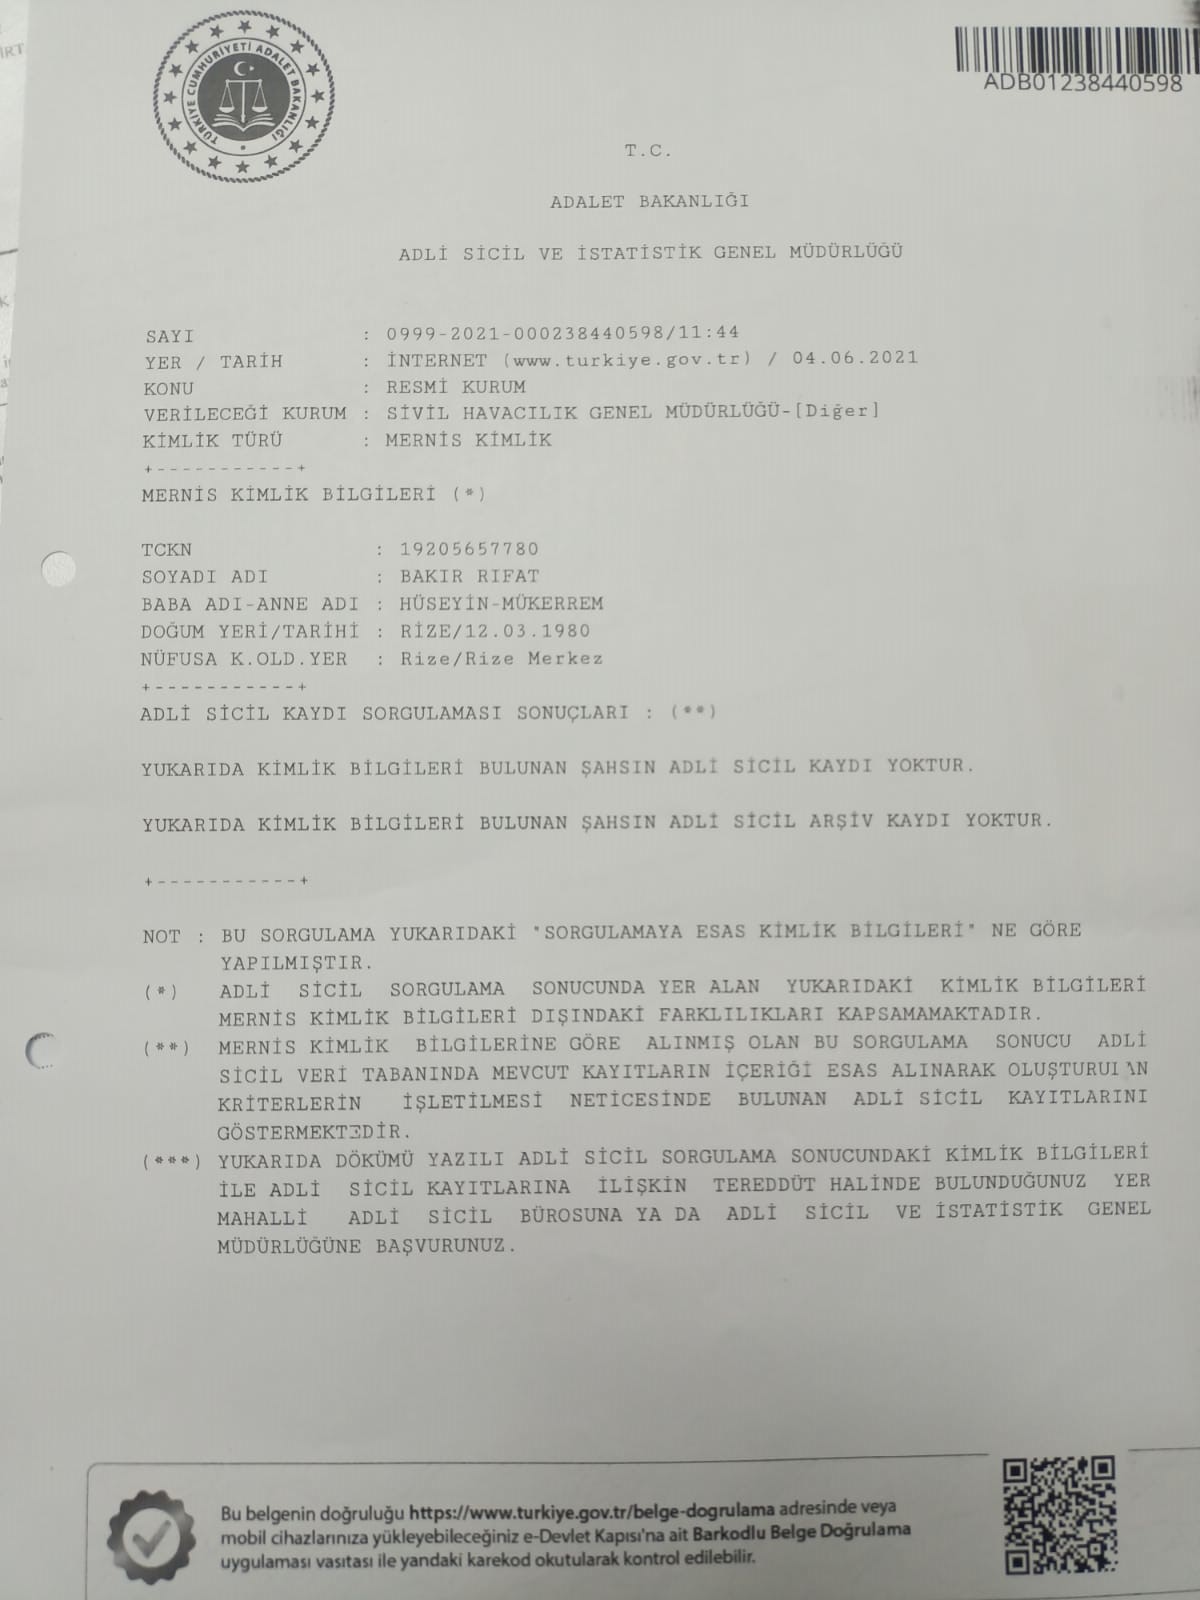 TÜRKİYE CUMHURİYETİ ADALET BAKANLIĞI
ADB01238440598
T.C.
ADALET BAKANLIĞI
ADLİ SİCİL VE İSTATİSTİK GENEL MÜDÜRLÜĞÜ
SAYI : 0999-2021-000238440598/11:44
YER / TARİH : İNTERNET (www.turkiye.gov.tr) / 04.06.2021
KONU : RESMİ KURUM
VERİLECEĞİ KURUM : SİVİL HAVACILIK GENEL MÜDÜRLÜĞÜ-[Diğer]
KİMLİK TÜRÜ : MERNİS KİMLİK
+-----------+
MERNİS KİMLİK BİLGİLERİ (*)
TCKN : 19205657780
SOYADI ADI : BAKIR RIFAT
BABA ADI-ANNE ADI : HÜSEYİN-MÜKERREM
DOĞUM YERİ/TARİHİ : RİZE/12.03.1980
NÜFUSA K.OLD.YER : Rize/Rize Merkez
+-----------+
ADLİ SİCİL KAYDI SORGULAMASI SONUÇLARI : (**)
YUKARIDA KİMLİK BİLGİLERİ BULUNAN ŞAHSIN ADLİ SİCİL KAYDI YOKTUR.
YUKARIDA KİMLİK BİLGİLERİ BULUNAN ŞAHSIN ADLİ SİCİL ARŞİV KAYDI YOKTUR.
+-----------+
NOT : BU SORGULAMA YUKARIDAKİ "SORGULAMAYA ESAS KİMLİK BİLGİLERİ" NE GÖRE
YAPILMIŞTIR.
(*) ADLİ SİCİL SORGULAMA SONUCUNDA YER ALAN YUKARIDAKİ KİMLİK BİLGİLERİ
MERNİS KİMLİK BİLGİLERİ DIŞINDAKİ FARKLILIKLARI KAPSAMAMAKTADIR.
(**) MERNİS KİMLİK BİLGİLERİNE GÖRE ALINMIŞ OLAN BU SORGULAMA SONUCU ADLİ
SİCİL VERİ TABANINDA MEVCUT KAYITLARIN İÇERİĞİ ESAS ALINARAK OLUŞTURULAN
KRİTERLERİN İŞLETİLMESİ NETİCESİNDE BULUNAN ADLİ SİCİL KAYITLARINI
GÖSTERMEKTEDİR.
(***) YUKARIDA DÖKÜMÜ YAZILI ADLİ SİCİL SORGULAMA SONUCUNDAKİ KİMLİK BİLGİLERİ
İLE ADLİ SİCİL KAYITLARINA İLİŞKİN TEREDDÜT HALİNDE BULUNDUĞUNUZ YER
MAHALLİ ADLİ SİCİL BÜROSUNA YA DA ADLİ SİCİL VE İSTATİSTİK GENEL
MÜDÜRLÜĞÜNE BAŞVURUNUZ.
Bu belgenin doğruluğu https://www.turkiye.gov.tr/belge-dogrulama adresinde veya
mobil cihazlarınıza yükleyebileceğiniz e-Devlet Kapısı'na ait Barkodlu Belge Doğrulama
uygulaması vasıtası ile yandaki karekod okutularak kontrol edilebilir.